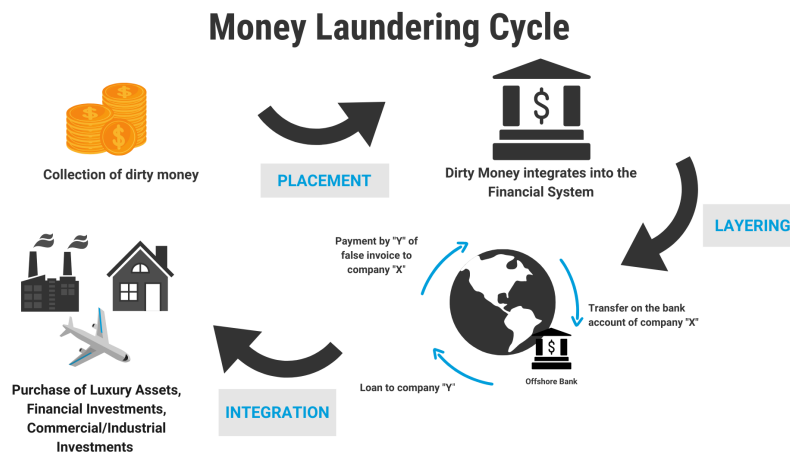 Money Laundering Cycle
$
$
$
$
Collection of dirty money
PLACEMENT
Dirty Money integrates into the
Financial System
LAYERING
Payment by "Y" of
false invoice to
company "X"
Transfer on the bank
account of company "X"
$
Offshore Bank
Loan to company "Y"
INTEGRATION
Purchase of Luxury Assets,
Financial Investments,
Commercial/Industrial
Investments